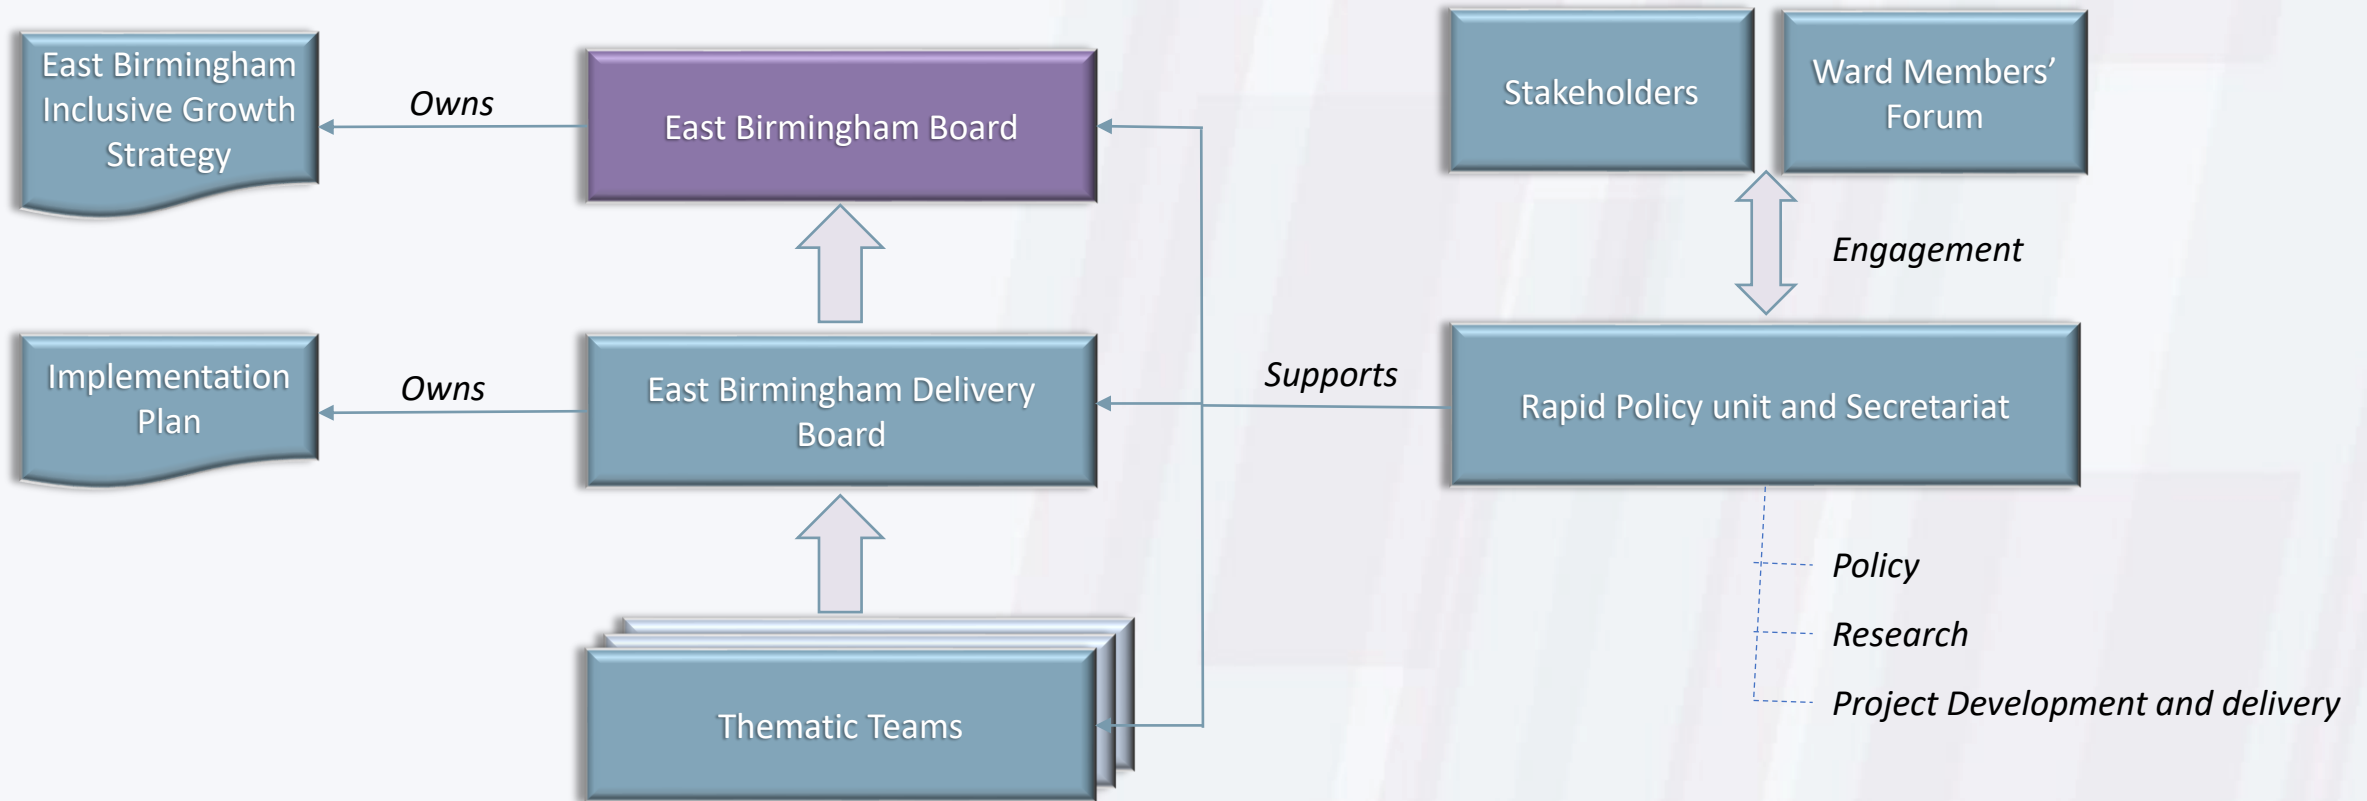 East Birmingham
Inclusive Growth
Strategy
Owns
East Birmingham Board
Stakeholders
Ward Members’
Forum
Engagement
Implementation
Plan
Owns
East Birmingham Delivery
Board
Supports
Rapid Policy unit and Secretariat
Policy
Research
Project Development and delivery
Thematic Teams